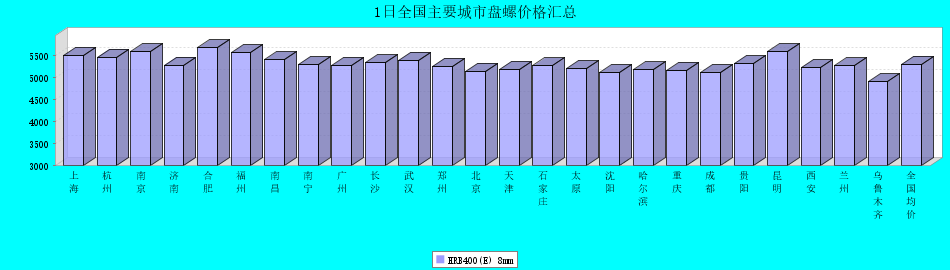 1日全国主要城市盘螺价格汇总
5500
5000
4500
4000
3500
3000
上海
杭州
南京
济南
合肥
福州
南昌
南宁
广州
长沙
武汉
郑州
北京
天津
石家庄
太原
沈阳
哈尔滨
重庆
成都
贵阳
昆明
西安
兰州
乌鲁木齐
全国均价
HRB400(E) 8mm